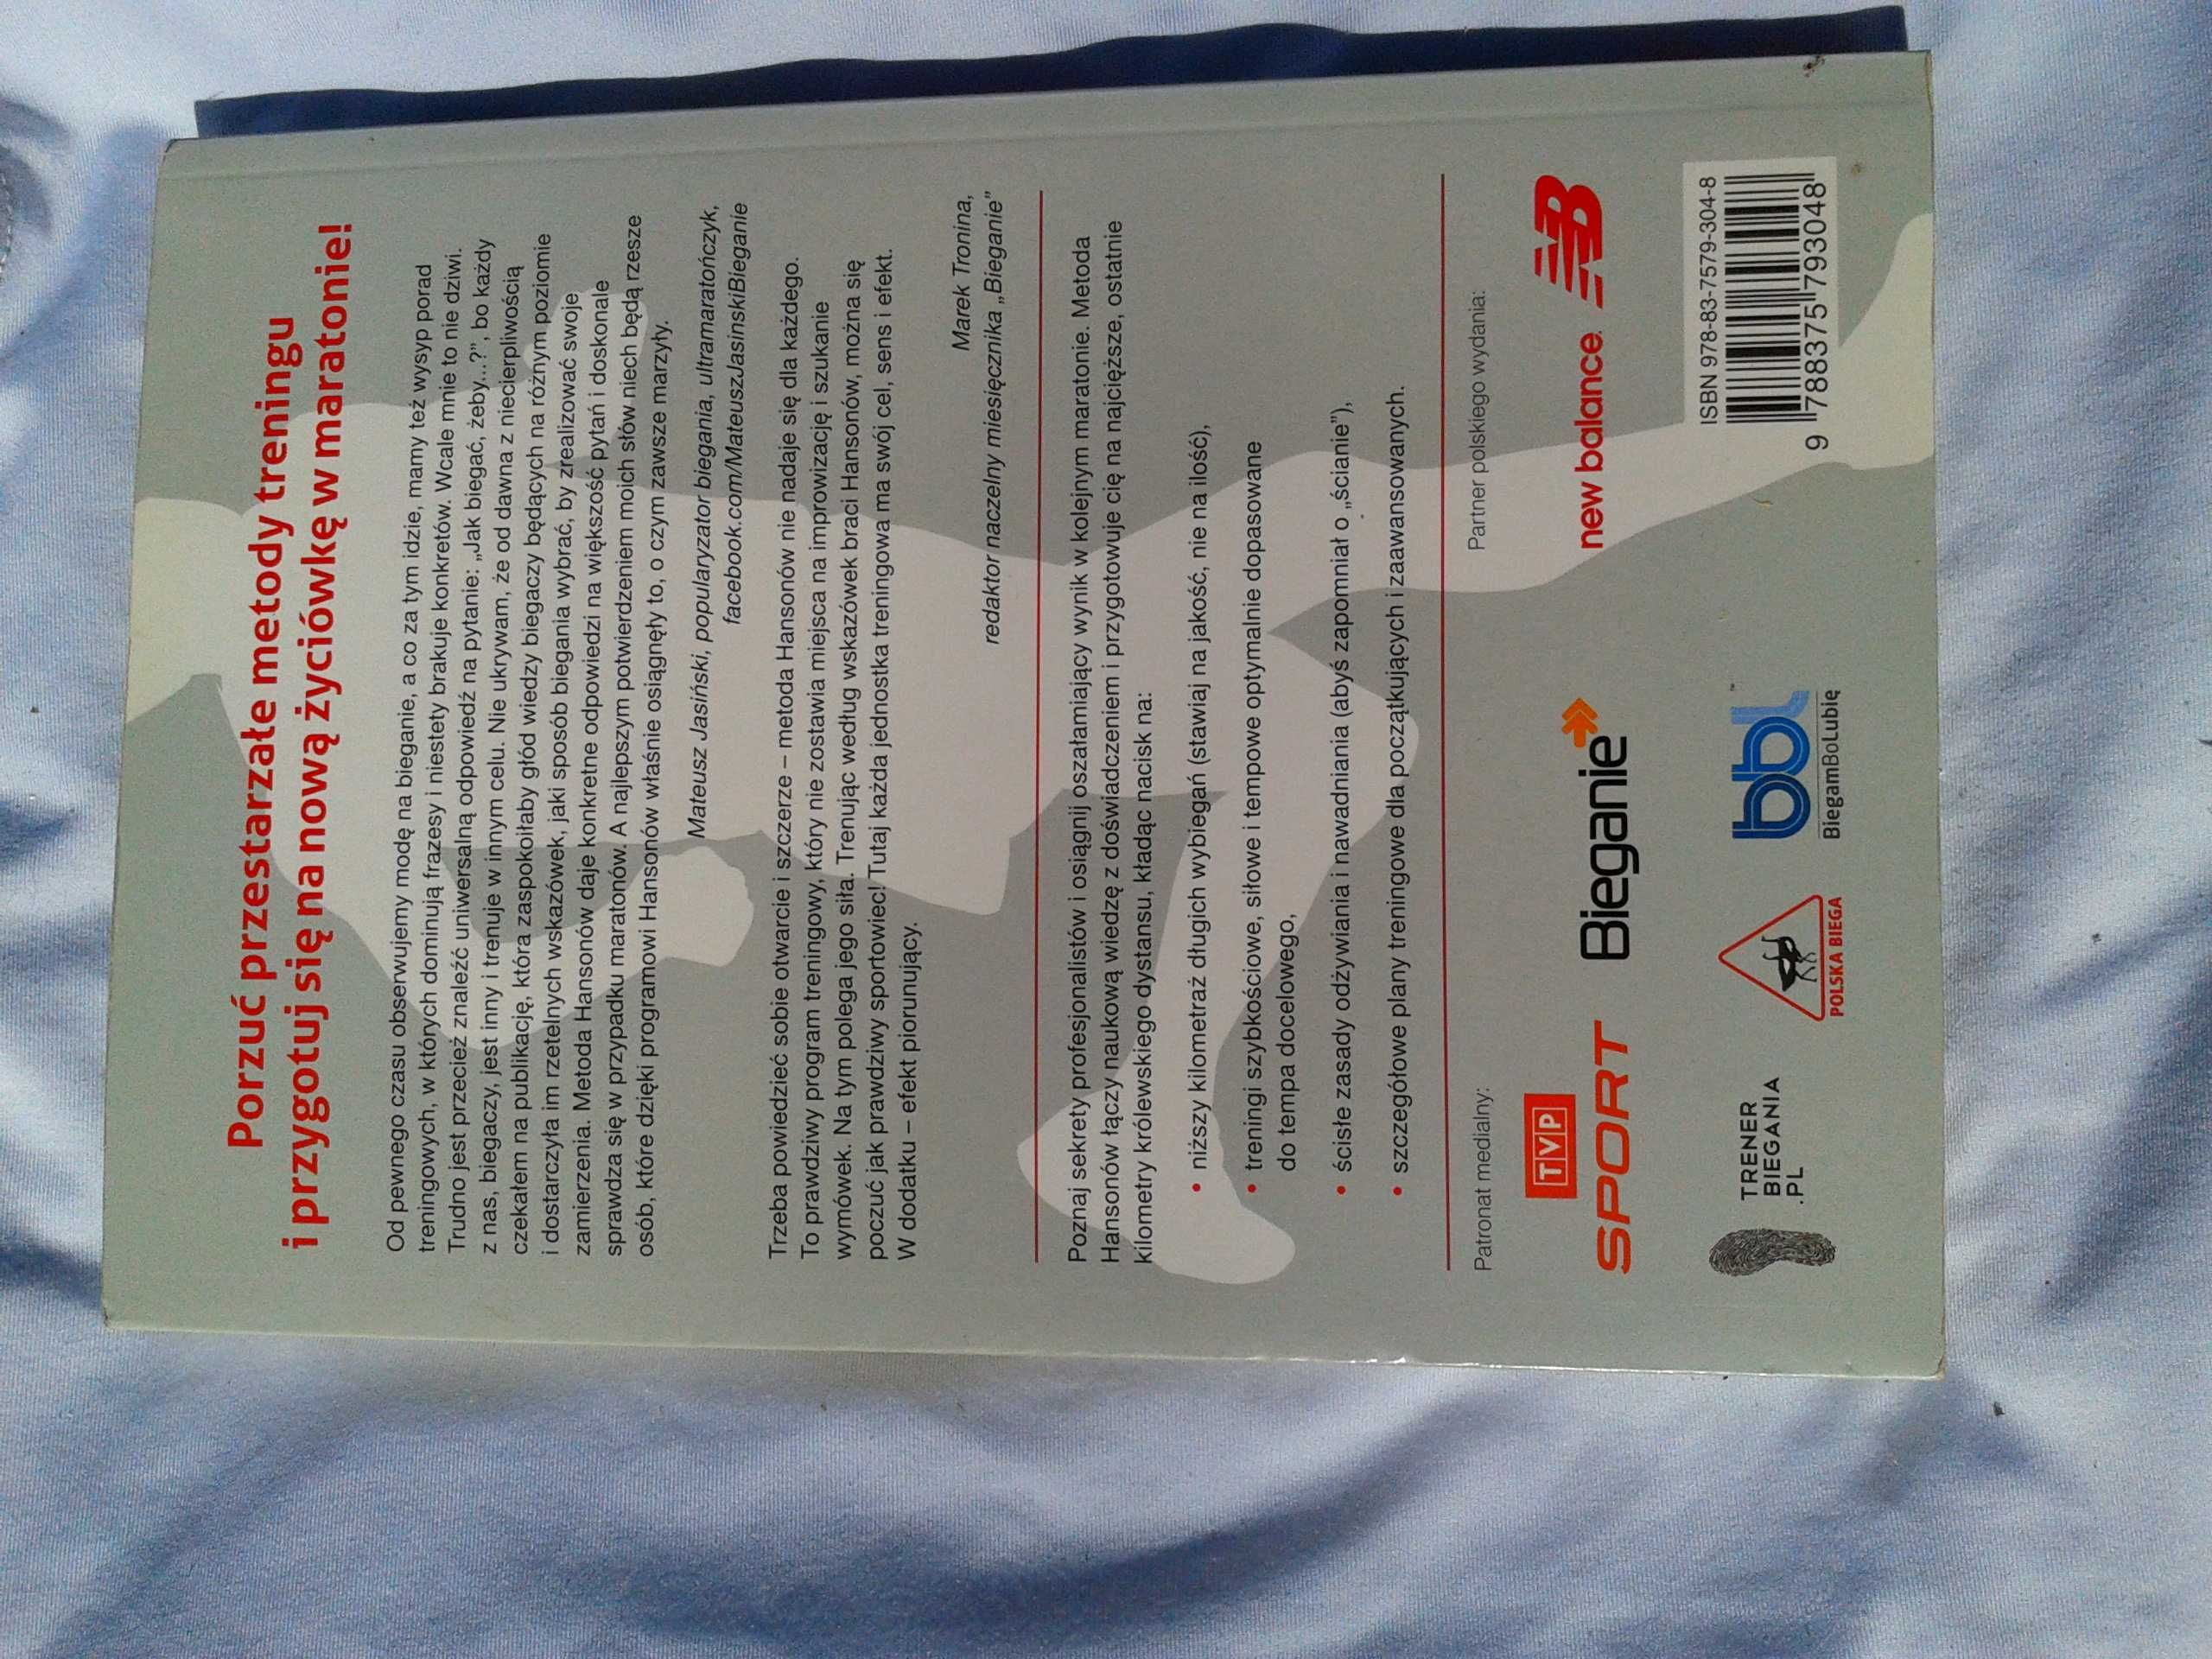 Porzuć przestarzałe metody treningu
i przygotuj się na nową życiówkę w maratonie!
Od pewnego czasu obserwujemy modę na bieganie, a co za tym idzie, mamy też wysyp porad
treningowych, w których dominują frazesy i niestety brakuje konkretów. Wcale mnie to nie dziwi.
Trudno jest przecież znaleźć uniwersalną odpowiedź na pytanie: „Jak biegać, żeby...?”, bo każdy
z nas, biegaczy, jest inny i trenuje w innym celu. Nie ukrywam, że od dawna z niecierpliwością
czekałem na publikację, która zaspokoiłaby głód wiedzy biegaczy będących na różnym poziomie
i dostarczyła im rzetelnych wskazówek, jaki sposób biegania wybrać, by zrealizować swoje
zamierzenia. Metoda Hansonów daje konkretne odpowiedzi na większość pytań i doskonale
sprawdza się w przypadku maratonów. A najlepszym potwierdzeniem moich słów niech będą rzesze
osób, które dzięki programowi Hansonów właśnie osiągnęły to, o czym zawsze marzyły.
Mateusz Jasiński, popularyzator biegania, ultramaratończyk,
facebook.com/MateuszJasinskiBieganie
Trzeba powiedzieć sobie otwarcie i szczerze – metoda Hansonów nie nadaje się dla każdego.
To prawdziwy program treningowy, który nie zostawia miejsca na improwizację i szukanie
wymówek. Na tym polega jego siła. Trenując według wskazówek braci Hansonów, można się
poczuć jak prawdziwy sportowiec! Tutaj każda jednostka treningowa ma swój cel, sens i efekt.
W dodatku – efekt piorunujący.
Marek Tronina,
redaktor naczelny miesięcznika „Bieganie”
Poznaj sekrety profesjonalistów i osiągnij oszałamiający wynik w kolejnym maratonie. Metoda
Hansonów łączy naukową wiedzę z doświadczeniem i przygotowuje cię na najcięższe, ostatnie
kilometry królewskiego dystansu, kładąc nacisk na:
• niższy kilometraż długich wybiegań (stawiaj na jakość, nie na ilość),
• treningi szybkościowe, siłowe i tempowe optymalnie dopasowane
do tempa docelowego,
• ścisłe zasady odżywiania i nawadniania (abyś zapomniał o „ścianie”),
• szczegółowe plany treningowe dla początkujących i zaawansowanych.
Patronat medialny:
Partner polskiego wydania:
TVP
SPORT
Bieganie
new balance
NB
TRENER
BIEGANIA
.PL
POLSKA BIEGA
bbl
BiegamBoLubię
ISBN 978-83-7579-304-8
9 788375 793048